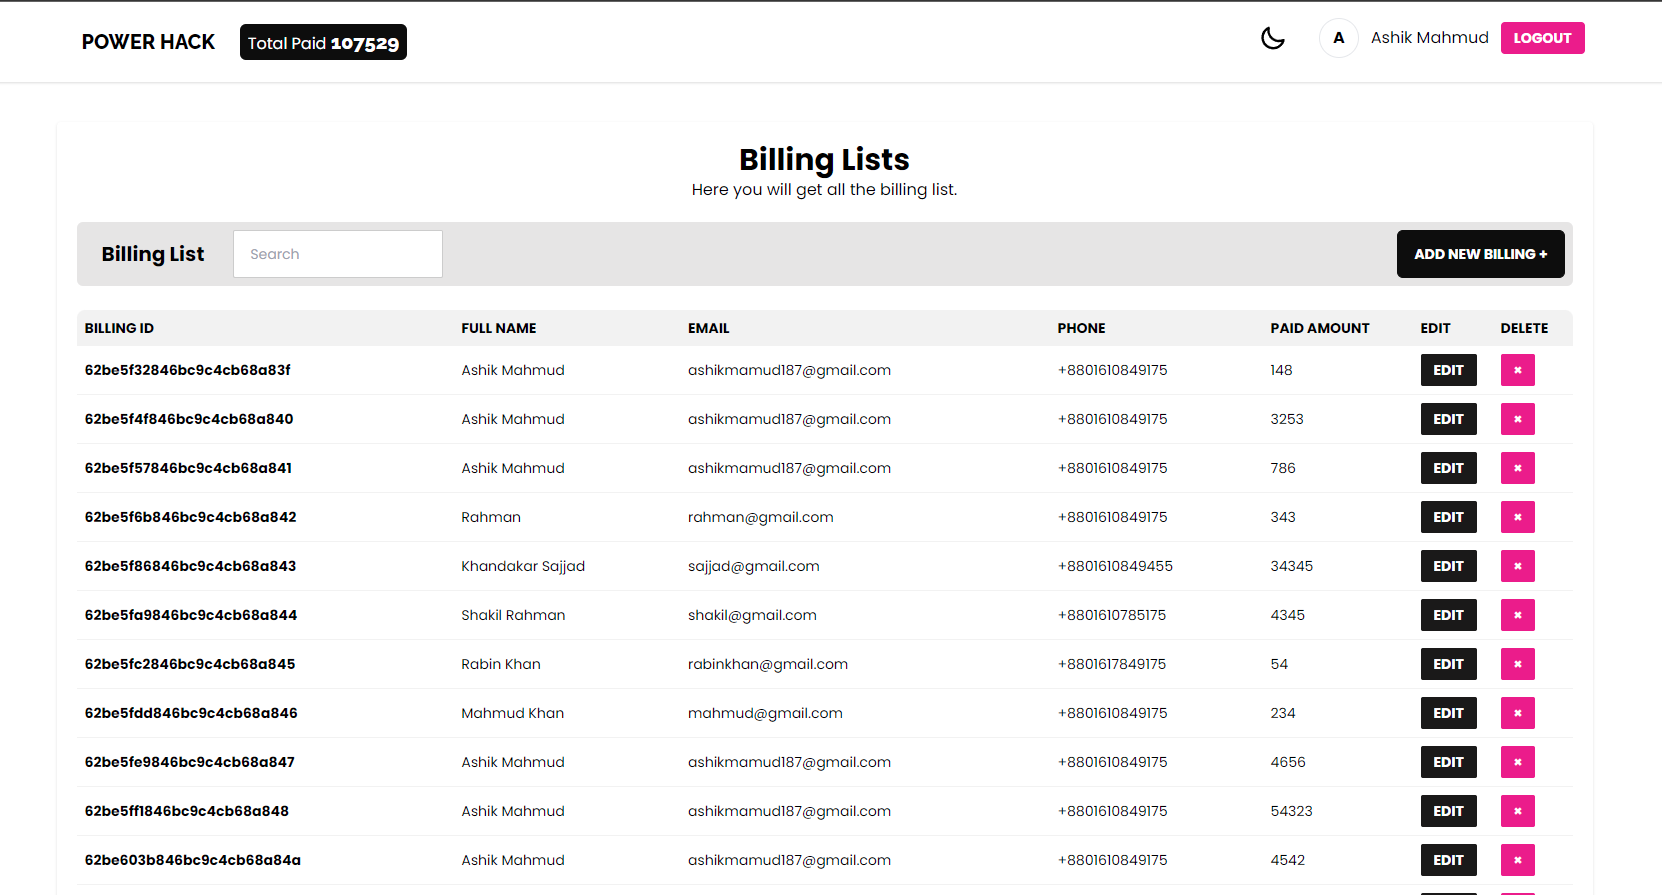 POWER HACK Total Paid 107529 A Ashik Mahmud LOGOUT
Billing Lists
Here you will get all the billing list.
Billing List Search ADD NEW BILLING +
BILLING ID FULL NAME EMAIL PHONE PAID AMOUNT EDIT DELETE
62be5f32846bc9c4cb68a83f Ashik Mahmud ashikmamud187@gmail.com +8801610849175 148 EDIT ×
62be5f4f846bc9c4cb68a840 Ashik Mahmud ashikmamud187@gmail.com +8801610849175 3253 EDIT ×
62be5f57846bc9c4cb68a841 Ashik Mahmud ashikmamud187@gmail.com +8801610849175 786 EDIT ×
62be5f6b846bc9c4cb68a842 Rahman rahman@gmail.com +8801610849175 343 EDIT ×
62be5f86846bc9c4cb68a843 Khandakar Sajjad sajjad@gmail.com +8801610849455 34345 EDIT ×
62be5fa9846bc9c4cb68a844 Shakil Rahman shakil@gmail.com +8801610785175 4345 EDIT ×
62be5fc2846bc9c4cb68a845 Rabin Khan rabinkhan@gmail.com +8801617849175 54 EDIT ×
62be5fdd846bc9c4cb68a846 Mahmud Khan mahmud@gmail.com +8801610849175 234 EDIT ×
62be5fe9846bc9c4cb68a847 Ashik Mahmud ashikmamud187@gmail.com +8801610849175 4656 EDIT ×
62be5ff1846bc9c4cb68a848 Ashik Mahmud ashikmamud187@gmail.com +8801610849175 54323 EDIT ×
62be603b846bc9c4cb68a84a Ashik Mahmud ashikmamud187@gmail.com +8801610849175 4542 EDIT ×